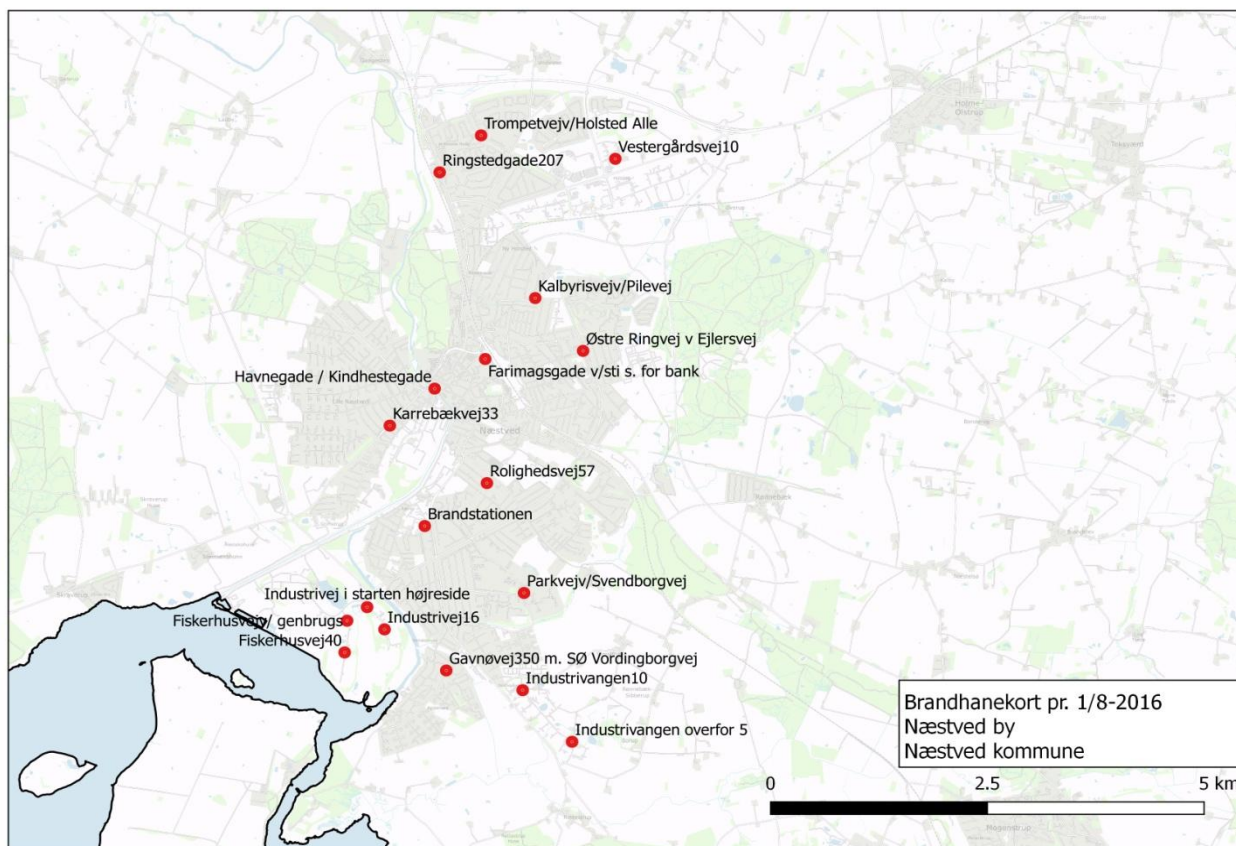 Trompetvejv/Holsted Alle
Vestergårdsvej10
Ringstedgade207
Kalbyrisvejv/Pilevej
Østre Ringvej v Ejlersvej
Farimagsgade v/sti s. for bank
Havnegade / Kindhestegade
Karrebækvej33
Næstved
Rolighedsvej57
Brandstationen
Parkvejv/Svendborgvej
Industrivej i starten højreside
Fiskerhusvejv/ genbrugs
Industrivej16
Fiskerhusvej40
Gavnøvej350 m. SØ Vordingborgvej
Industrivangen10
Industrivangen overfor 5
Brandhanekort pr. 1/8-2016
Næstved by
Næstved kommune
0 2.5 5 km